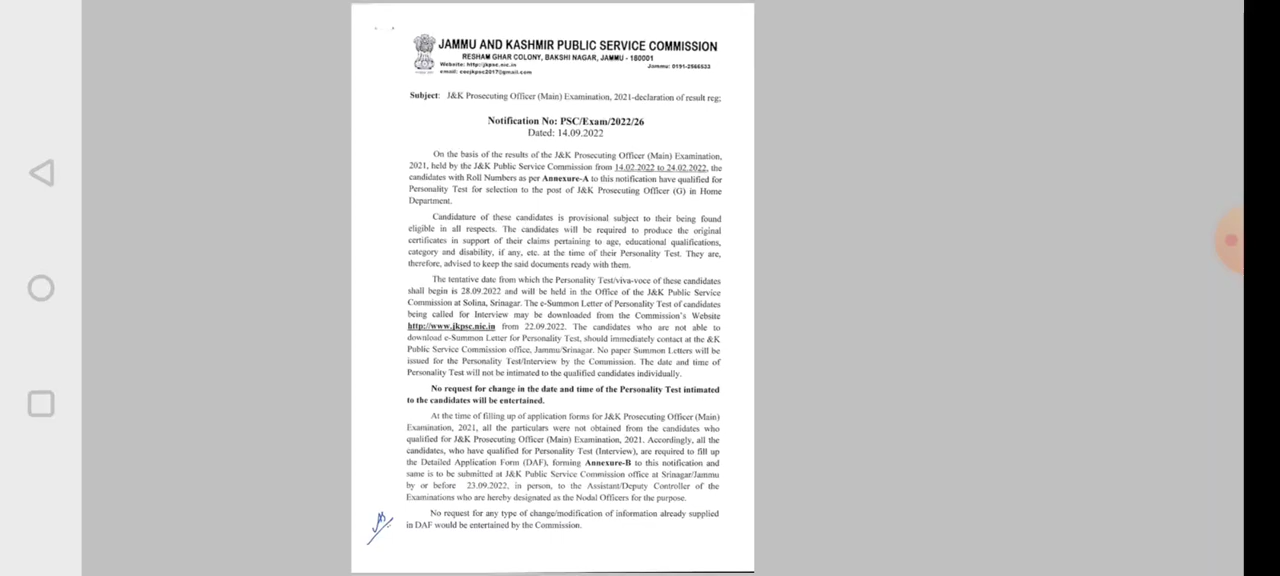 JAMMU AND KASHMIR PUBLIC SERVICE COMMISSION
RESHAM GHAR COLONY, BAKSHI NAGAR, JAMMU - 180001
Website: http://jkpsc.nic.in Jammu: 0191-2566533
email: coejkpsc2017@gmail.com
Subject: J&K Prosecuting Officer (Main) Examination, 2021-declaration of result reg;
Notification No: PSC/Exam/2022/26
Dated: 14.09.2022
On the basis of the results of the J&K Prosecuting Officer (Main) Examination,
2021, held by the J&K Public Service Commission from 14.02.2022 to 24.02.2022, the
candidates with Roll Numbers as per Annexure-A to this notification have qualified for
Personality Test for selection to the post of J&K Prosecuting Officer (G) in Home
Department.
Candidature of these candidates is provisional subject to their being found
eligible in all respects. The candidates will be required to produce the original
certificates in support of their claims pertaining to age, educational qualifications,
category and disability, if any, etc. at the time of their Personality Test. They are,
therefore, advised to keep the said documents ready with them.
The tentative date from which the Personality Test/viva-voce of these candidates
shall begin is 28.09.2022 and will be held in the Office of the J&K Public Service
Commission at Solina, Srinagar. The e-Summon Letter of Personality Test of candidates
being called for Interview may be downloaded from the Commission's Website
http://www.jkpsc.nic.in from 22.09.2022. The candidates who are not able to
download e-Summon Letter for Personality Test, should immediately contact at the &K
Public Service Commission office, Jammu/Srinagar. No paper Summon Letters will be
issued for the Personality Test/Interview by the Commission. The date and time of
Personality Test will not be intimated to the qualified candidates individually.
No request for change in the date and time of the Personality Test intimated
to the candidates will be entertained.
At the time of filling up of application forms for J&K Prosecuting Officer (Main)
Examination, 2021, all the particulars were not obtained from the candidates who
qualified for J&K Prosecuting Officer (Main) Examination, 2021. Accordingly, all the
candidates, who have qualified for Personality Test (Interview), are required to fill up
the Detailed Application Form (DAF), forming Annexure-B to this notification and
same is to be submitted at J&K Public Service Commission office at Srinagar/Jammu
by or before 23.09.2022, in person, to the Assistant/Deputy Controller of the
Examinations who are hereby designated as the Nodal Officers for the purpose.
No request for any type of change/modification of information already supplied
in DAF would be entertained by the Commission.